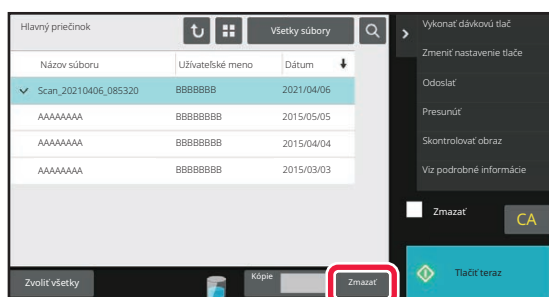 Hlavný priečinok
Všetky súbory
Názov súboru Užívateľské meno Dátum
Scan_20210406_085320 BBBBBBB 2021/04/06
AAAAAAAA BBBBBBBB 2015/05/05
AAAAAAAA BBBBBBBB 2015/04/04
AAAAAAAA BBBBBBBB 2015/03/03
Zvoliť všetky
Kópie
Zmazať
Vykonať dávkovú tlač
Zmeniť nastavenie tlače
Odoslať
Presunúť
Skontrolovať obraz
Viz podrobné informácie
Zmazať
CA
Tlačiť teraz